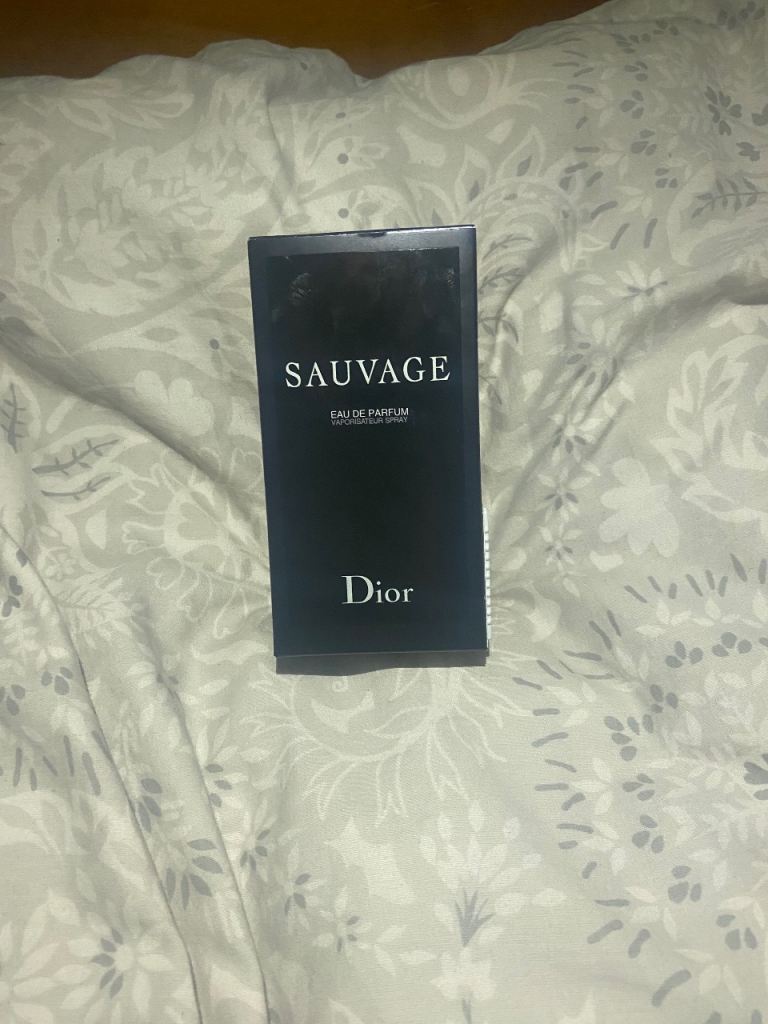 SAUVAGE
EAU DE PARFUM
VAPORISATEUR SPRAY
Dior